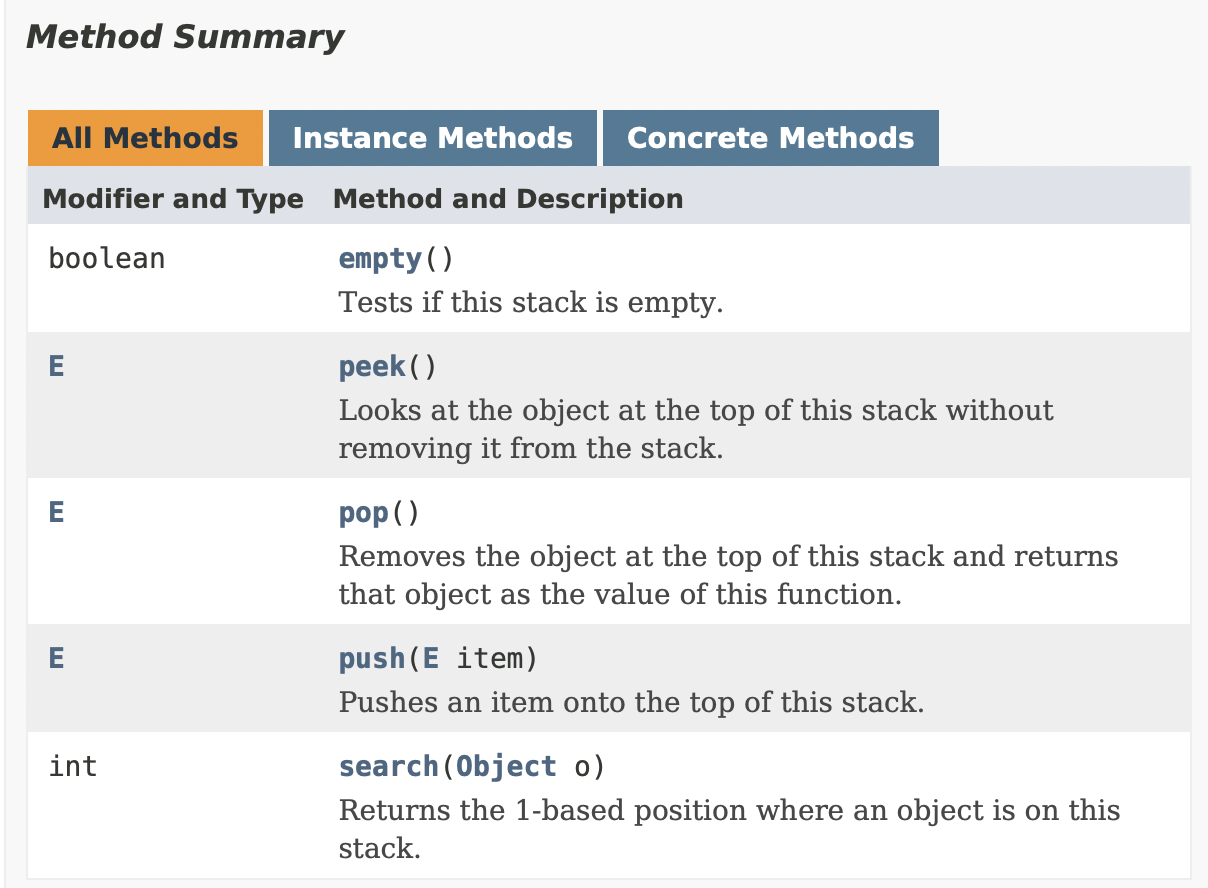 Method Summary
All Methods Instance Methods Concrete Methods
Modifier and Type Method and Description
boolean empty()
Tests if this stack is empty.
E peek()
Looks at the object at the top of this stack without
removing it from the stack.
E pop()
Removes the object at the top of this stack and returns
that object as the value of this function.
E push(E item)
Pushes an item onto the top of this stack.
int search(Object o)
Returns the 1-based position where an object is on this
stack.